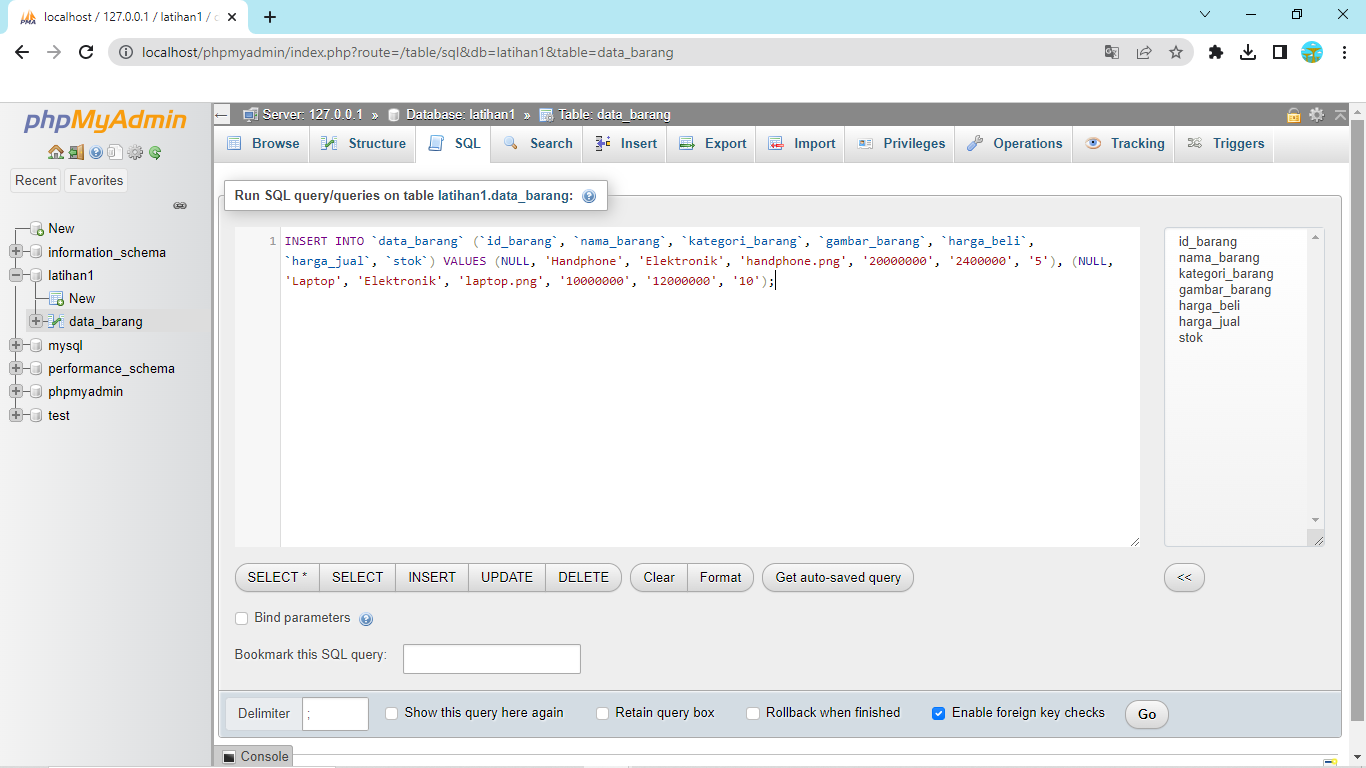 localhost / 127.0.0.1 / latihan1 /
localhost/phpmyadmin/index.php?route=/table/sql&db=latihan1&table=data_barang
phpMyAdmin
Recent Favorites
New
information_schema
latihan1
New
data_barang
mysql
performance_schema
phpmyadmin
test
Server: 127.0.0.1 » Database: latihan1 » Table: data_barang
Browse Structure SQL Search Insert Export Import Privileges Operations Tracking Triggers
Run SQL query/queries on table latihan1.data_barang:
1 INSERT INTO `data_barang` (`id_barang`, `nama_barang`, `kategori_barang`, `gambar_barang`, `harga_beli`,
`harga_jual`, `stok`) VALUES (NULL, 'Handphone', 'Elektronik', 'handphone.png', '20000000', '2400000', '5'), (NULL,
'Laptop', 'Elektronik', 'laptop.png', '10000000', '12000000', '10');
id_barang
nama_barang
kategori_barang
gambar_barang
harga_beli
harga_jual
stok
SELECT * SELECT INSERT UPDATE DELETE Clear Format Get auto-saved query <<
Bind parameters
Bookmark this SQL query:
Delimiter ; Show this query here again Retain query box Rollback when finished Enable foreign key checks Go
Console